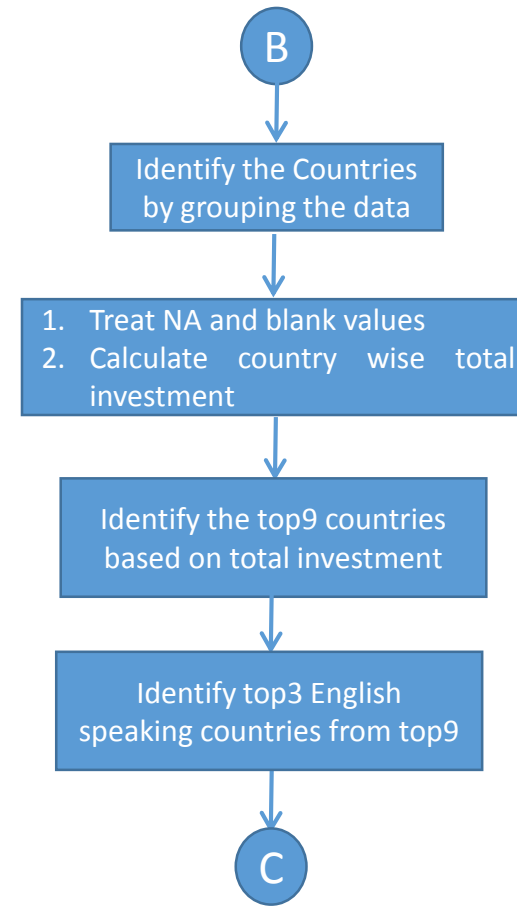 B
Identify the Countries
by grouping the data
1. Treat NA and blank values
2. Calculate country wise total
investment
Identify the top9 countries
based on total investment
Identify top3 English
speaking countries from top9
C